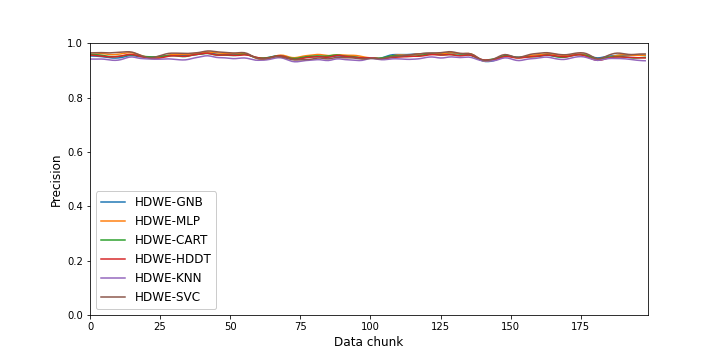 1.0
0.8
0.6
0.4
0.2
0.0
Precision
HDWE-GNB
HDWE-MLP
HDWE-CART
HDWE-HDDT
HDWE-KNN
HDWE-SVC
0 25 50 75 100 125 150 175
Data chunk